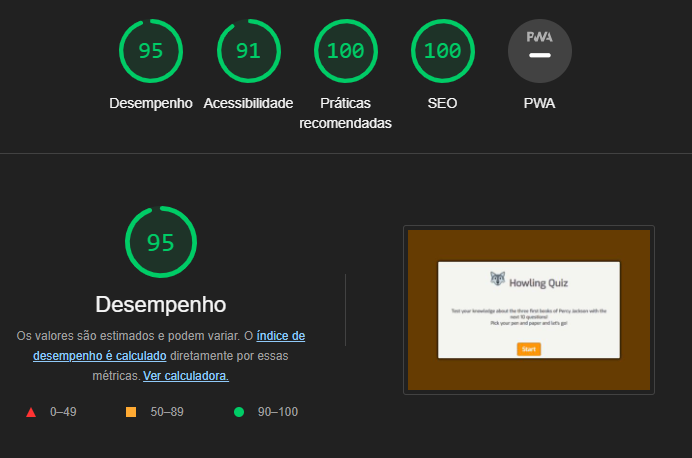 95
91
100
100
PWA
Desempenho
Acessibilidade
Práticas
recomendadas
SEO
PWA
95
Desempenho
Os valores são estimados e podem variar. O índice de
desempenho é calculado diretamente por essas
métricas. Ver calculadora.
0–49
50–89
90–100
Howling Quiz
Test your knowledge about the three first books of Percy Jackson with the
next 10 questions!
Pick your pen and paper and let's go!
Start